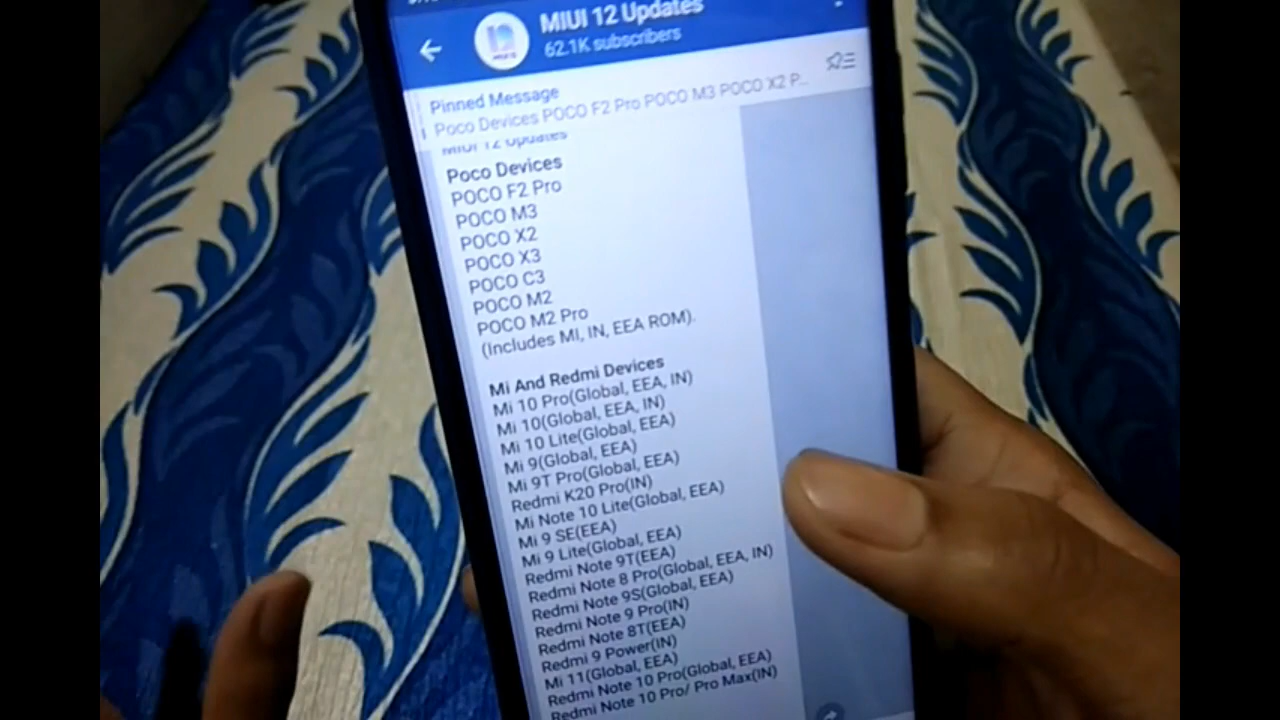 MIUI 12 Updates
62.1K subscribers
Pinned Message
Poco Devices POCO F2 Pro POCO M3 POCO X2 P...
MIUI 12 Updates
Poco Devices
POCO F2 Pro
POCO M3
POCO X2
POCO X3
POCO C3
POCO M2
POCO M2 Pro
(Includes MI, IN, EEA ROM).
Mi And Redmi Devices
Mi 10 Pro(Global, EEA, IN)
Mi 10(Global, EEA, IN)
Mi 10 Lite(Global, EEA)
Mi 9(Global, EEA)
Mi 9T Pro(Global, EEA)
Redmi K20 Pro(IN)
Mi Note 10 Lite(Global, EEA)
Mi 9 SE(EEA)
Mi 9 Lite(Global, EEA)
Redmi Note 9T(EEA)
Redmi Note 8 Pro(Global, EEA, IN)
Redmi Note 9S(Global, EEA)
Redmi Note 9 Pro(IN)
Redmi Note 8T(EEA)
Redmi 9 Power(IN)
Mi 11(Global, EEA)
Redmi Note 10 Pro(Global, EEA)
Redmi Note 10 Pro/ Pro Max(IN)